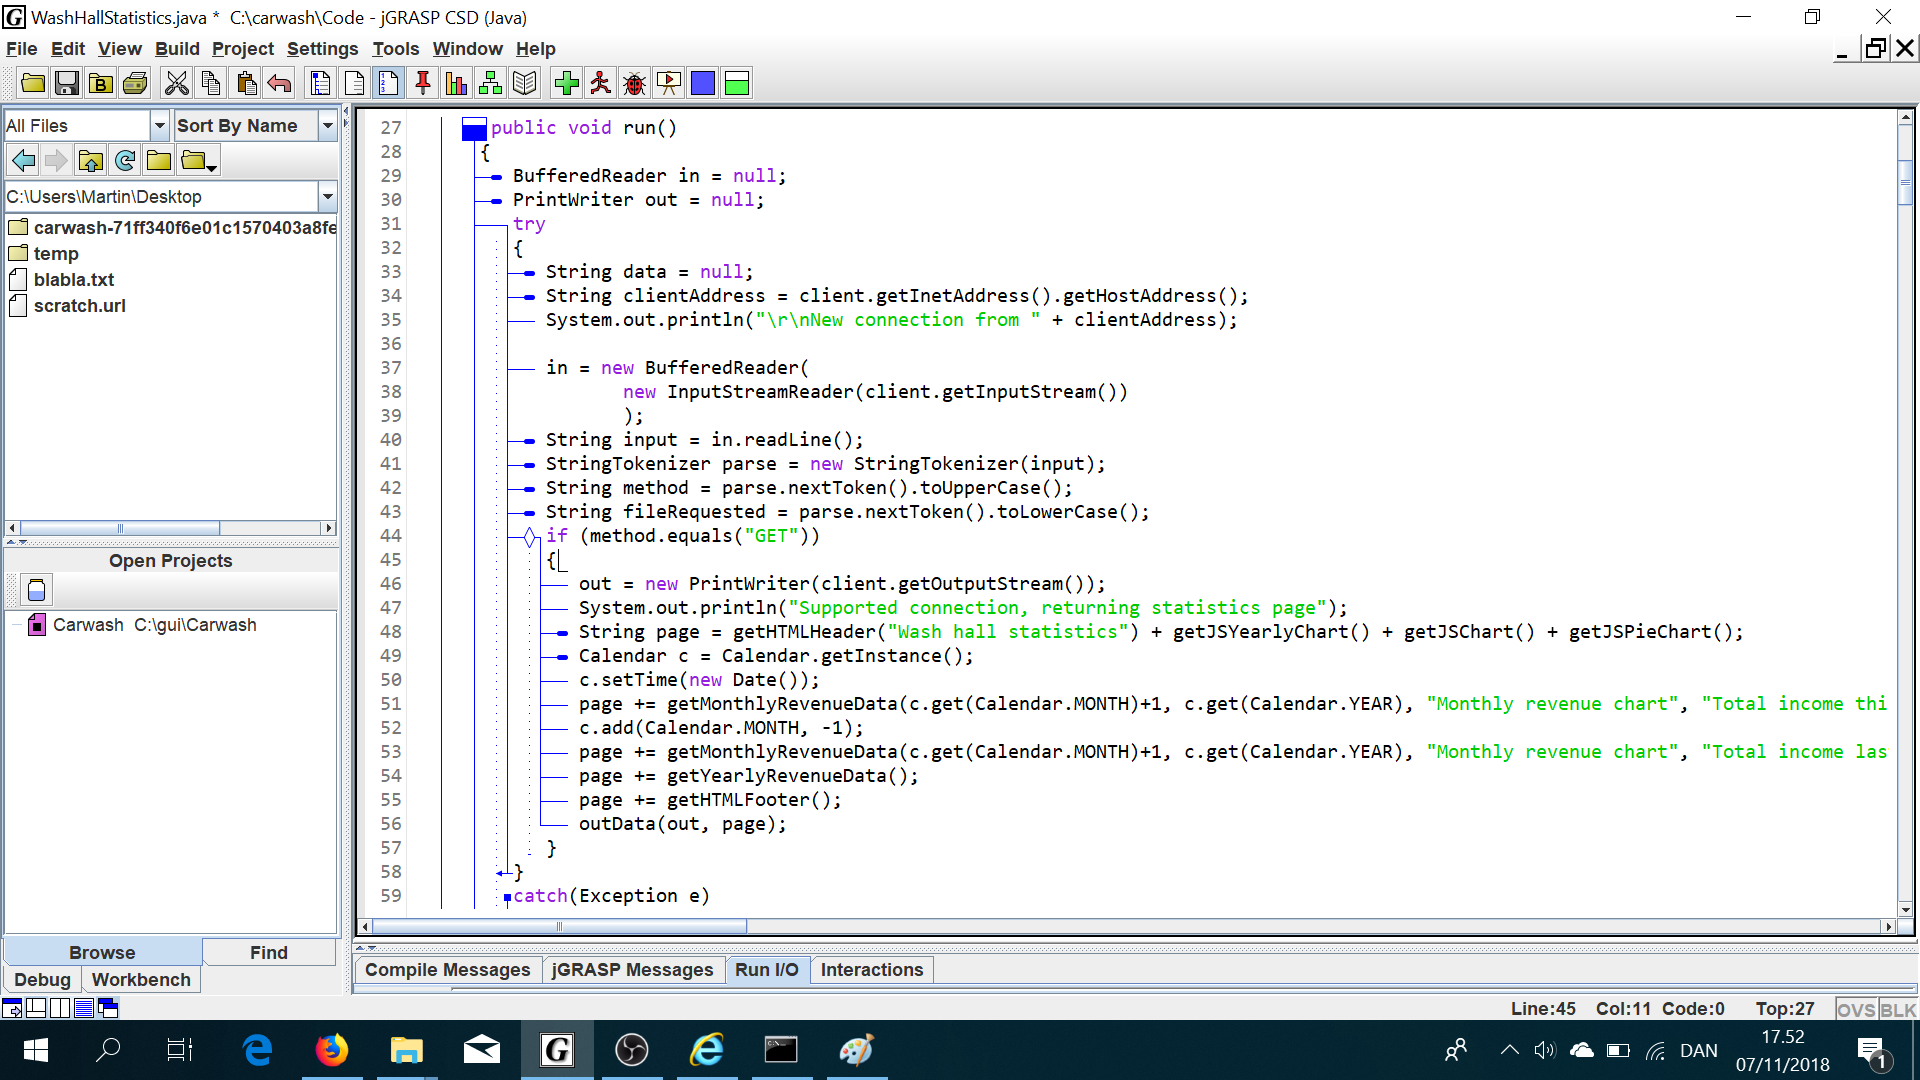 WashHallStatistics.java *  C:\carwash\Code - jGRASP CSD (Java)
File Edit View Build Project Settings Tools Window Help
All Files
Sort By Name
C:\Users\Martin\Desktop
carwash-71ff340f6e01c1570403a8fe
temp
blabla.txt
scratch.url
Open Projects
Carwash C:\gui\Carwash
Browse
Find
Debug
Workbench
27 public void run()
28 {
29 BufferedReader in = null;
30 PrintWriter out = null;
31 try
32 {
33 String data = null;
34 String clientAddress = client.getInetAddress().getHostAddress();
35 System.out.println("\r\nNew connection from " + clientAddress);
36
37 in = new BufferedReader(
38 new InputStreamReader(client.getInputStream())
39 );
40 String input = in.readLine();
41 StringTokenizer parse = new StringTokenizer(input);
42 String method = parse.nextToken().toUpperCase();
43 String fileRequested = parse.nextToken().toLowerCase();
44 if (method.equals("GET"))
45 {
46 out = new PrintWriter(client.getOutputStream());
47 System.out.println("Supported connection, returning statistics page");
48 String page = getHTMLHeader("Wash hall statistics") + getJSYearlyChart() + getJSChart() + getJSPieChart();
49 Calendar c = Calendar.getInstance();
50 c.setTime(new Date());
51 page += getMonthlyRevenueData(c.get(Calendar.MONTH)+1, c.get(Calendar.YEAR), "Monthly revenue chart", "Total income thi
52 c.add(Calendar.MONTH, -1);
53 page += getMonthlyRevenueData(c.get(Calendar.MONTH)+1, c.get(Calendar.YEAR), "Monthly revenue chart", "Total income las
54 page += getYearlyRevenueData();
55 page += getHTMLFooter();
56 outData(out, page);
57 }
58 }
59 catch(Exception e)
Compile Messages
jGRASP Messages
Run I/O
Interactions
Line:45 Col:11 Code:0 Top:27 OVS BLK
DAN
17.52
07/11/2018
1